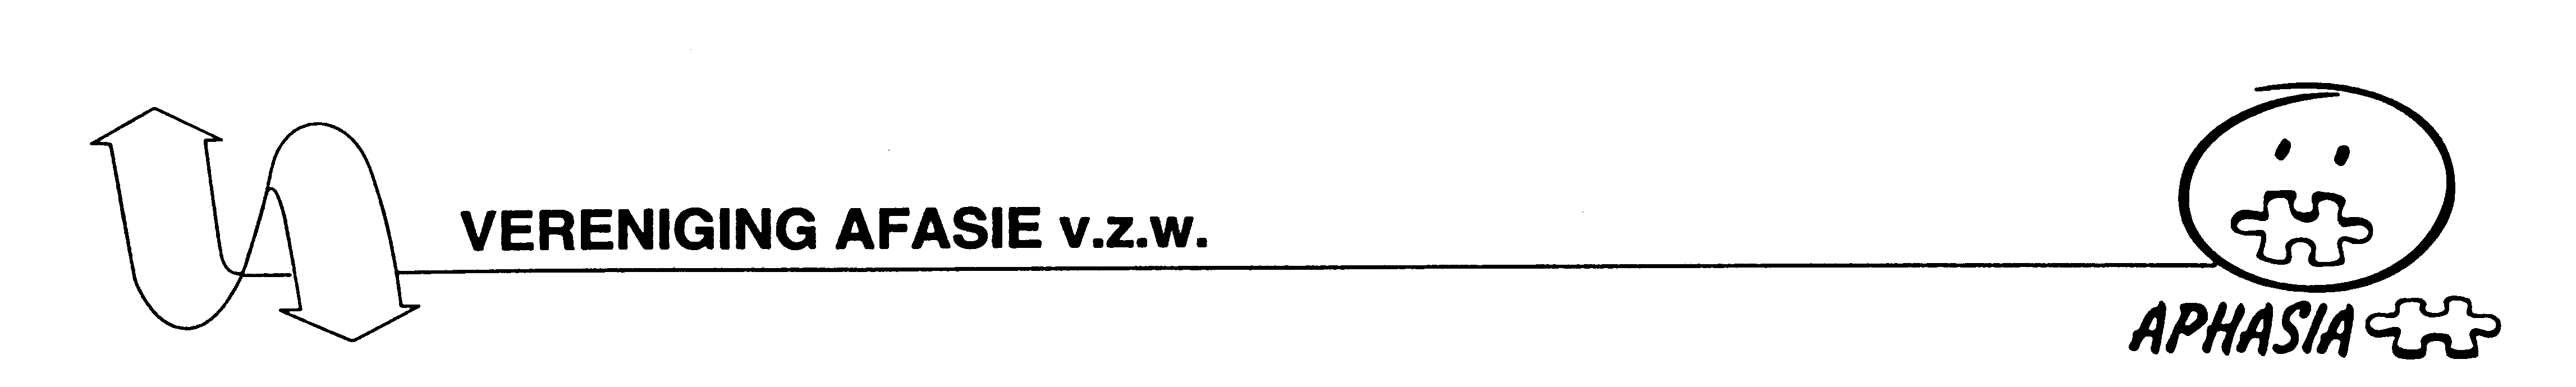 VERENIGING AFASIE v.z.w.
APHASIA